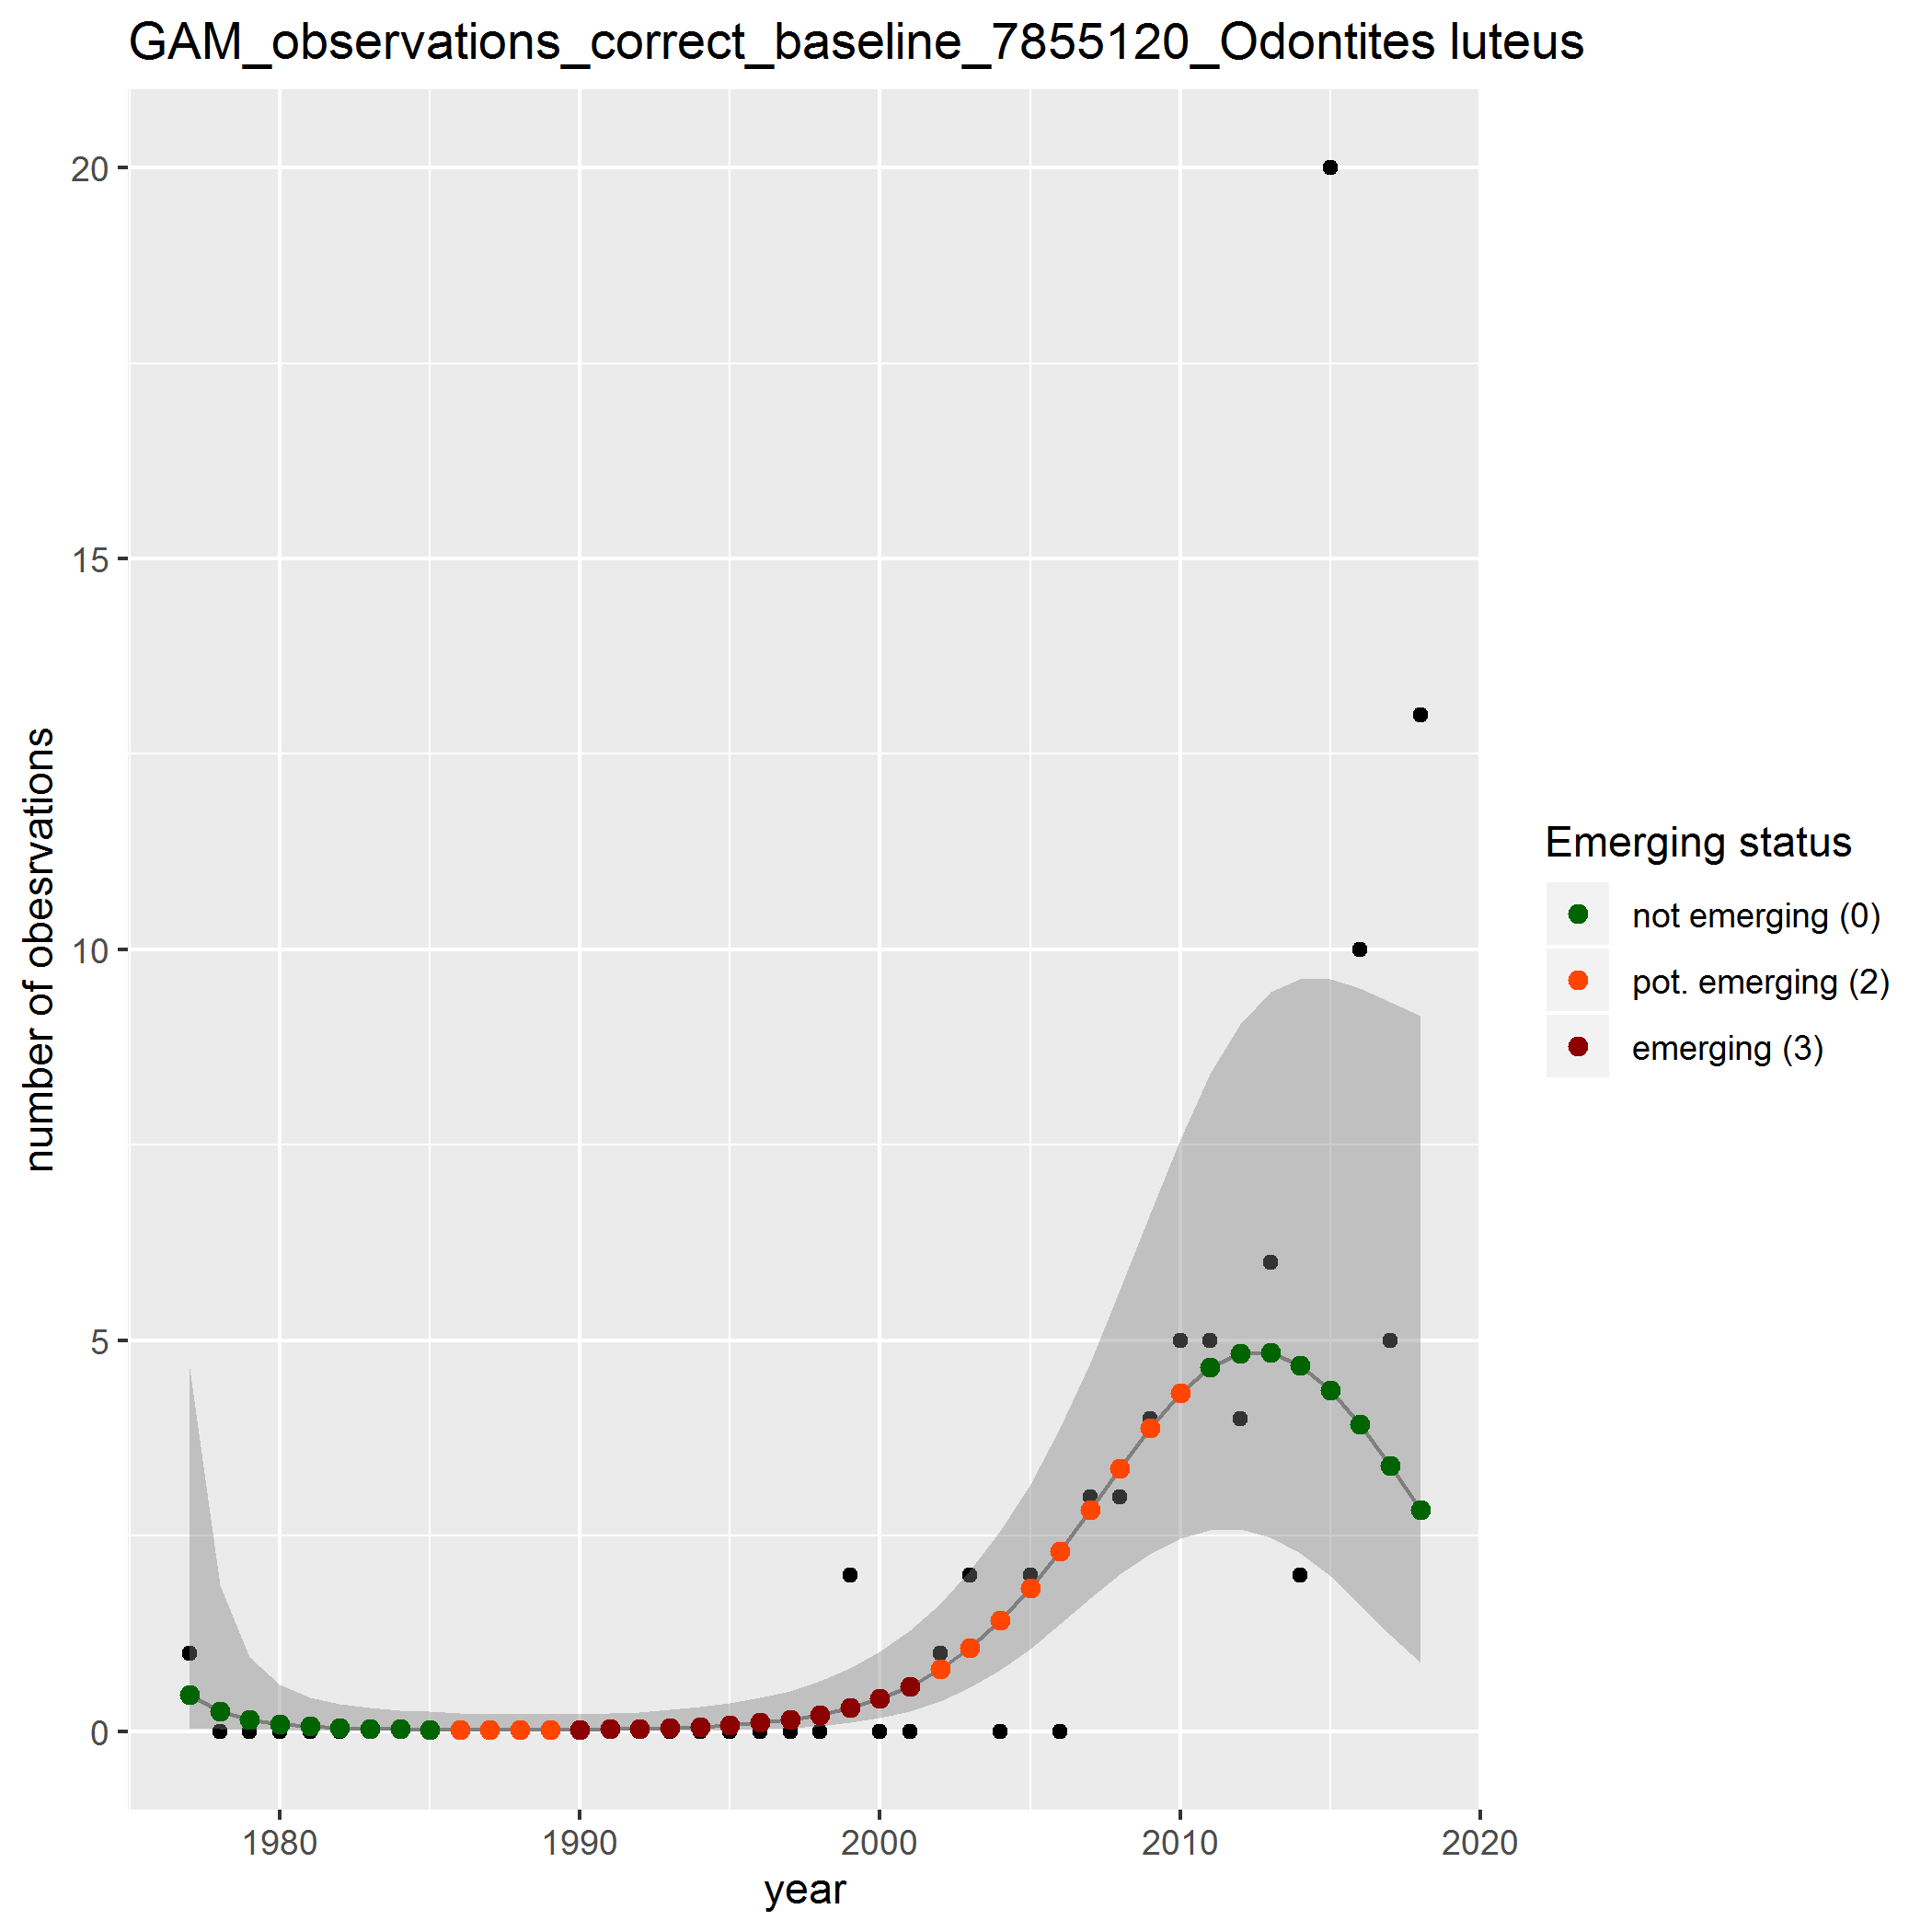 GAM_observations_correct_baseline_7855120_Odontites luteus
20
15
10
5
0
number of obesrvations
1980 1990 2000 2010 2020
year
Emerging status
not emerging (0)
pot. emerging (2)
emerging (3)